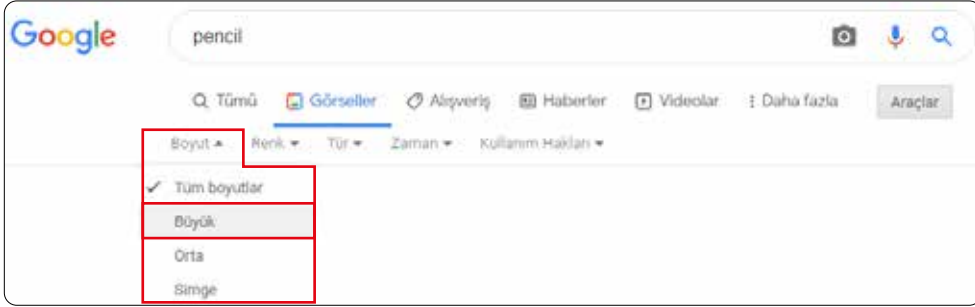 Google pencil
Tümü Görseller Alışveriş Haberler Videolar Daha fazla Araçlar
Boyut Renk Tür Zaman Kullanım Hakları
Tüm boyutlar
Büyük
Orta
Simge